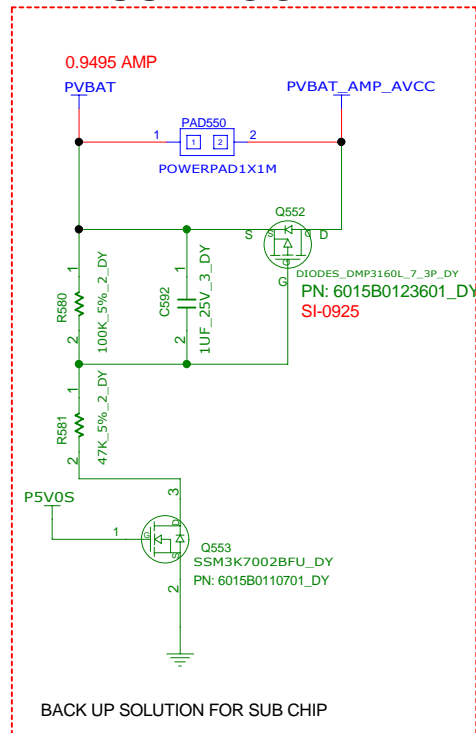 0.9495 AMP
PVBAT
PVBAT_AMP_AVCC
PAD550
1
1
2
2
POWERPAD1X1M
Q552
S
S
G
D
D
G
DIODES_DMP3160L_7_3P_DY
PN: 6015B0123601_DY
SI-0925
1
R580
100K_5%_2_DY
2
1
C592
1UF_25V_3_DY
2
1
R581
47K_5%_2_DY
2
P5V0S
1
3
G
D
S
Q553
SSM3K7002BFU_DY
PN: 6015B0110701_DY
2
BACK UP SOLUTION FOR SUB CHIP